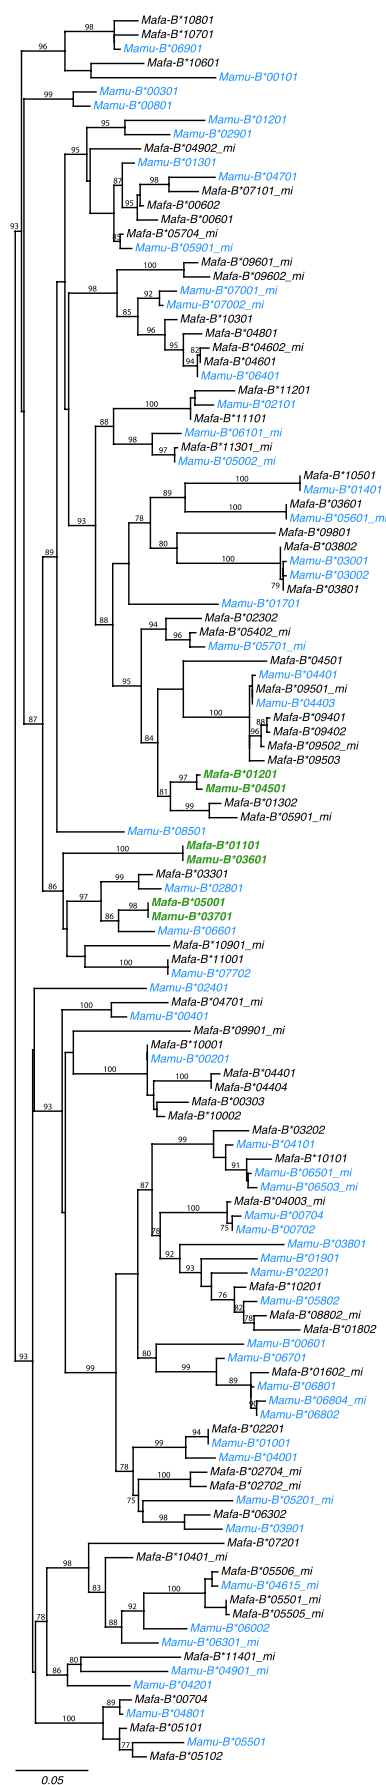 98 Mafa-B*10801
Mafa-B*10701
96 Mamu-B*06901
Mafa-B*10601
Mamu-B*00101
99 Mamu-B*00301
Mamu-B*00801
95 Mamu-B*01201
Mamu-B*02901
95 Mafa-B*04902_mi
Mamu-B*01301
87 98 Mamu-B*04701
Mafa-B*07101_mi
95 Mafa-B*00602
Mafa-B*00601
93 Mafa-B*05704_mi
Mamu-B*05901_mi
Mafa-B*09601_mi
100 Mafa-B*09602_mi
98 92 Mamu-B*07001_mi
Mamu-B*07002_mi
85 Mafa-B*10301
96 Mafa-B*04801
95 82 Mafa-B*04602_mi
94 Mafa-B*04601
Mamu-B*06401
Mafa-B*11201
100 Mamu-B*02101
Mafa-B*11101
88 Mamu-B*06101_mi
98 97 Mafa-B*11301_mi
Mamu-B*05002_mi
100 Mafa-B*10501
89 Mamu-B*01401
100 Mafa-B*03601
Mamu-B*05601_mi
93 78 Mafa-B*09801
80 Mafa-B*03802
89 100 Mamu-B*03001
Mamu-B*03002
79 Mafa-B*03801
Mamu-B*01701
88 94 Mafa-B*02302
96 Mafa-B*05402_mi
Mamu-B*05701_mi
Mafa-B*04501
95 Mamu-B*04401
Mafa-B*09501_mi
100 Mamu-B*04403
87 88 Mafa-B*09401
96 Mafa-B*09402
84 Mafa-B*09502_mi
Mafa-B*09503
97 Mafa-B*01201
Mamu-B*04501
81 99 Mafa-B*01302
Mafa-B*05901_mi
Mamu-B*08501
100 Mafa-B*01101
Mamu-B*03601
99 Mafa-B*03301
86 97 Mamu-B*02801
98 Mafa-B*05001
86 Mamu-B*03701
Mamu-B*06601
Mafa-B*10901_mi
100 Mafa-B*11001
Mamu-B*07702
Mamu-B*02401
100 Mafa-B*04701_mi
Mamu-B*00401
Mafa-B*09901_mi
Mafa-B*10001
Mamu-B*00201
100 100 Mafa-B*04401
Mafa-B*04404
Mafa-B*00303
93 Mafa-B*10002
Mafa-B*03202
99 Mamu-B*04101
91 Mafa-B*10101
Mamu-B*06501_mi
87 Mamu-B*06503_mi
Mafa-B*04003_mi
100 Mamu-B*00704
78 75 Mamu-B*00702
Mamu-B*03801
92 Mamu-B*01901
93 Mamu-B*02201
Mafa-B*10201
76 82 Mamu-B*05802
78 Mafa-B*08802_mi
Mafa-B*01802
Mamu-B*00601
80 Mamu-B*06701
93 99 99 Mafa-B*01602_mi
89 Mamu-B*06801
Mamu-B*06804_mi
Mamu-B*06802
94 Mafa-B*02201
99 Mamu-B*01001
Mamu-B*04001
78 100 Mafa-B*02704_mi
Mafa-B*02702_mi
75 Mamu-B*05201_mi
98 Mafa-B*06302
Mamu-B*03901
Mafa-B*07201
98 Mafa-B*10401_mi
Mafa-B*05506_mi
83 100 Mamu-B*04615_mi
Mafa-B*05501_mi
92 Mafa-B*05505_mi
78 88 Mamu-B*06002
Mamu-B*06301_mi
80 Mafa-B*11401_mi
86 Mamu-B*04901_mi
Mamu-B*04201
89 Mafa-B*00704
Mamu-B*04801
100 Mafa-B*05101
77 Mamu-B*05501
Mafa-B*05102
0.05